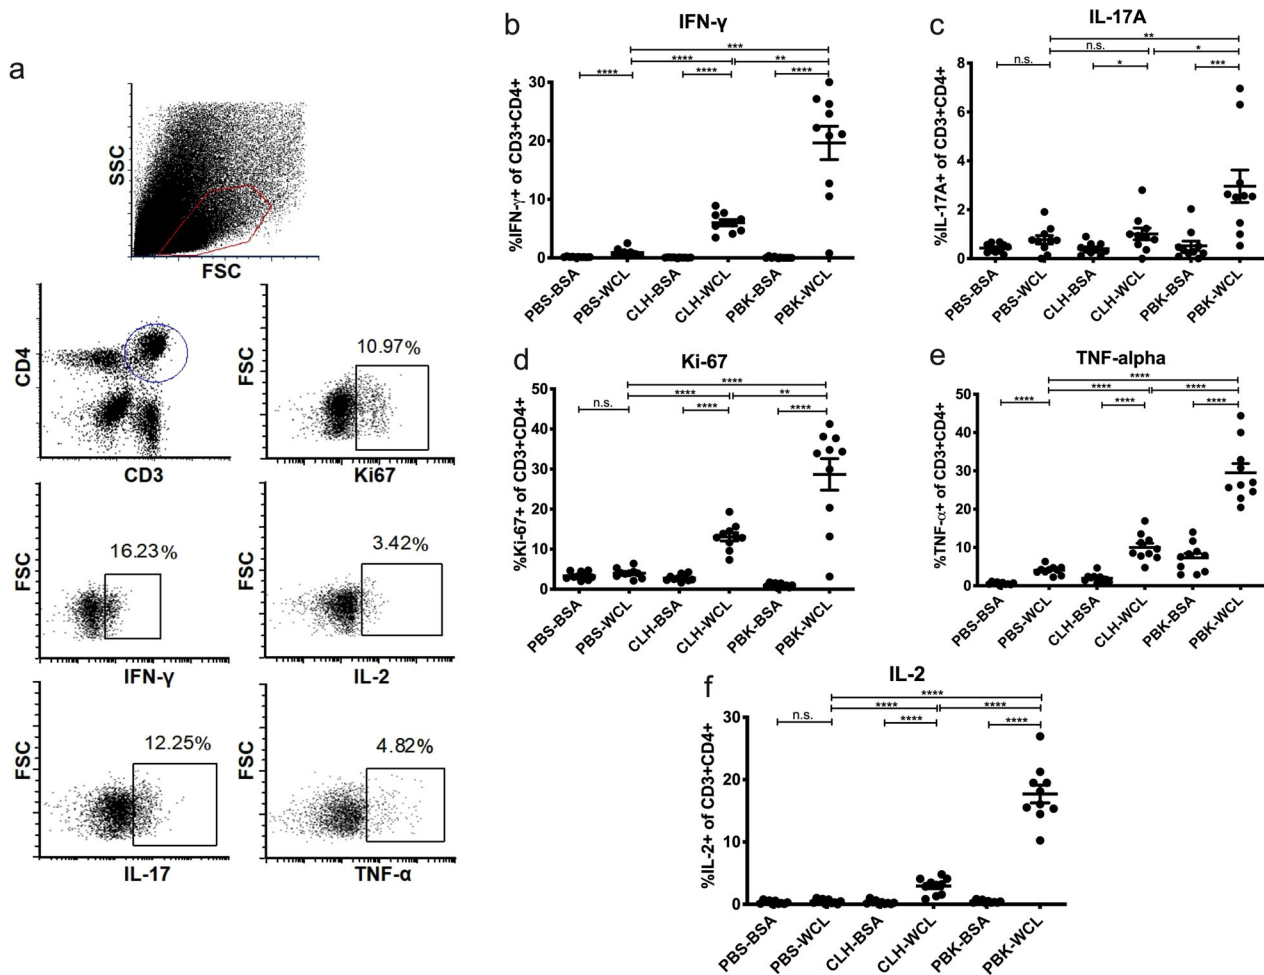 a
SSC
FSC
CD4
CD3
FSC
10.97%
Ki67
FSC
16.23%
IFN-γ
FSC
3.42%
IL-2
FSC
12.25%
IL-17
FSC
4.82%
TNF-α
b
IFN-γ
***
**** **
**** **** ****
%IFN-γ+ of CD3+CD4+
30
20
10
0
PBS-BSA
PBS-WCL
CLH-BSA
CLH-WCL
PBK-BSA
PBK-WCL
c
IL-17A
**
n.s. *
n.s. * ***
%IL-17A+ of CD3+CD4+
8
6
4
2
0
PBS-BSA
PBS-WCL
CLH-BSA
CLH-WCL
PBK-BSA
PBK-WCL
d
Ki-67
****
**** **
n.s. **** ****
%Ki-67+ of CD3+CD4+
50
40
30
20
10
0
PBS-BSA
PBS-WCL
CLH-BSA
CLH-WCL
PBK-BSA
PBK-WCL
e
TNF-alpha
****
**** ****
**** **** ****
%TNF-α+ of CD3+CD4+
50
40
30
20
10
0
PBS-BSA
PBS-WCL
CLH-BSA
CLH-WCL
PBK-BSA
PBK-WCL
f
IL-2
****
**** ****
n.s. **** ****
%IL-2+ of CD3+CD4+
30
20
10
0
PBS-BSA
PBS-WCL
CLH-BSA
CLH-WCL
PBK-BSA
PBK-WCL